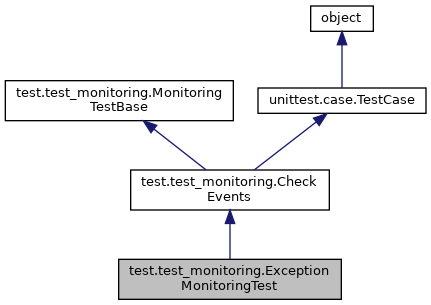 object
test.test_monitoring.Monitoring
TestBase
unittest.case.TestCase
test.test_monitoring.Check
Events
test.test_monitoring.Exception
MonitoringTest